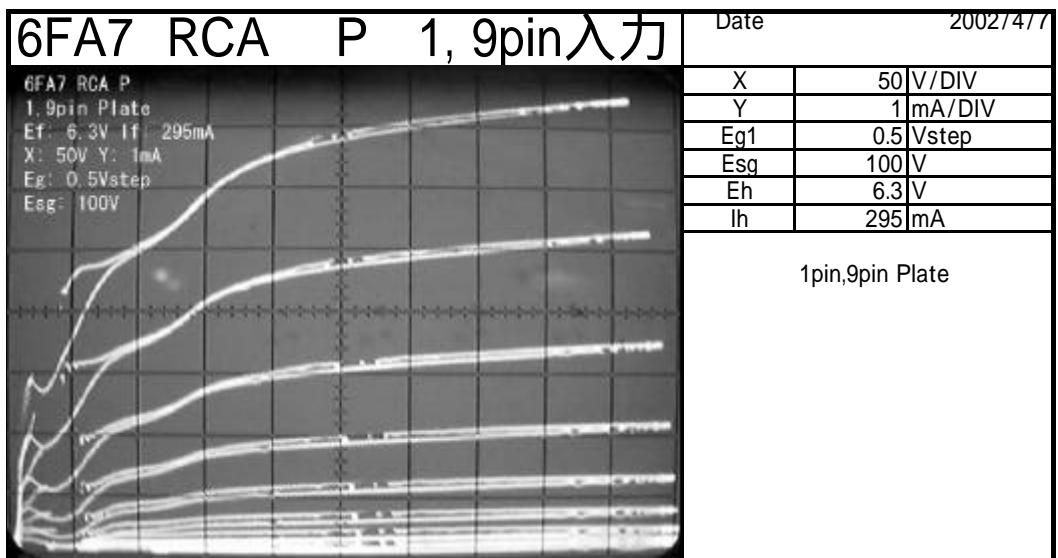 6FA7 RCA P 1, 9pin入力
Date 2002/4/7
6FA7 RCA P
1.9pin Plate
Ef: 6.3V If: 295mA
X: 50V Y: 1mA
Eg: 0.5Vstep
Esg: 100V
X 50 V/DIV
Y 1 mA/DIV
Eg1 0.5 Vstep
Esg 100 V
Eh 6.3 V
Ih 295 mA
1pin,9pin Plate